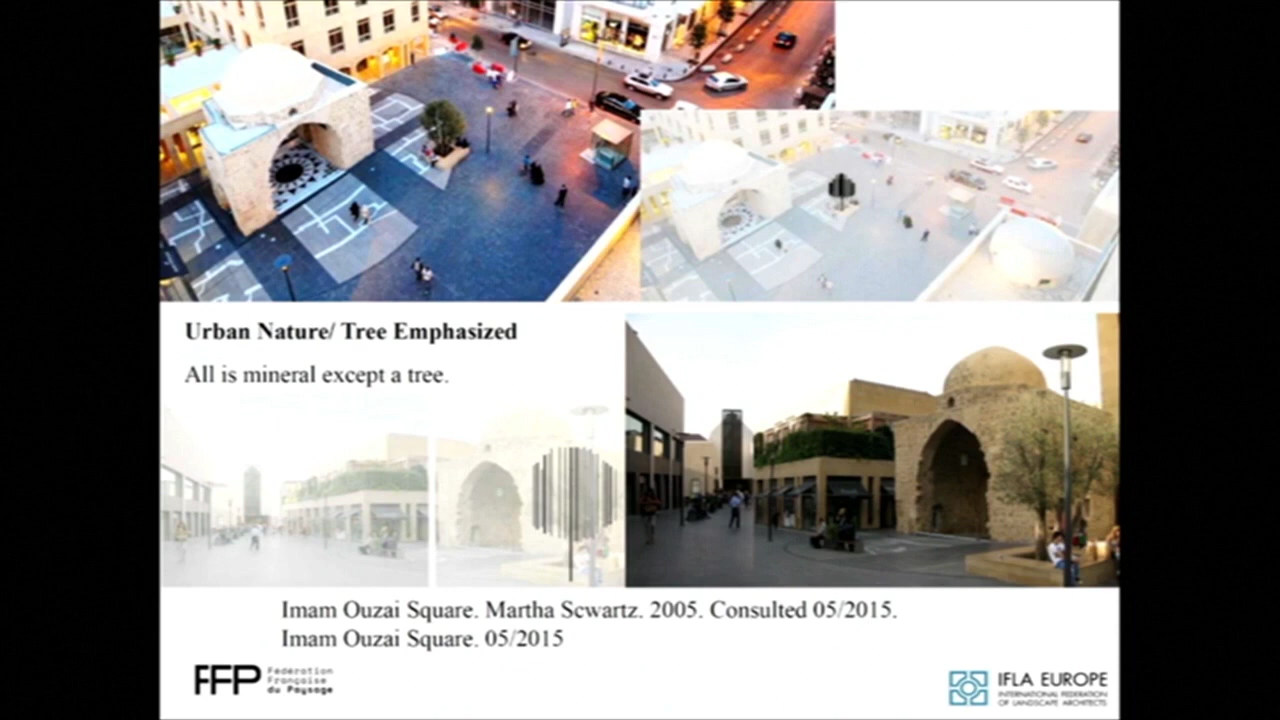 Urban Nature/ Tree Emphasized
All is mineral except a tree.
Imam Ouzai Square. Martha Scwartz. 2005. Consulted 05/2015.
Imam Ouzai Square. 05/2015
FFP Fédération
Française
du Paysage
IFLA EUROPE
INTERNATIONAL FEDERATION
OF LANDSCAPE ARCHITECTS